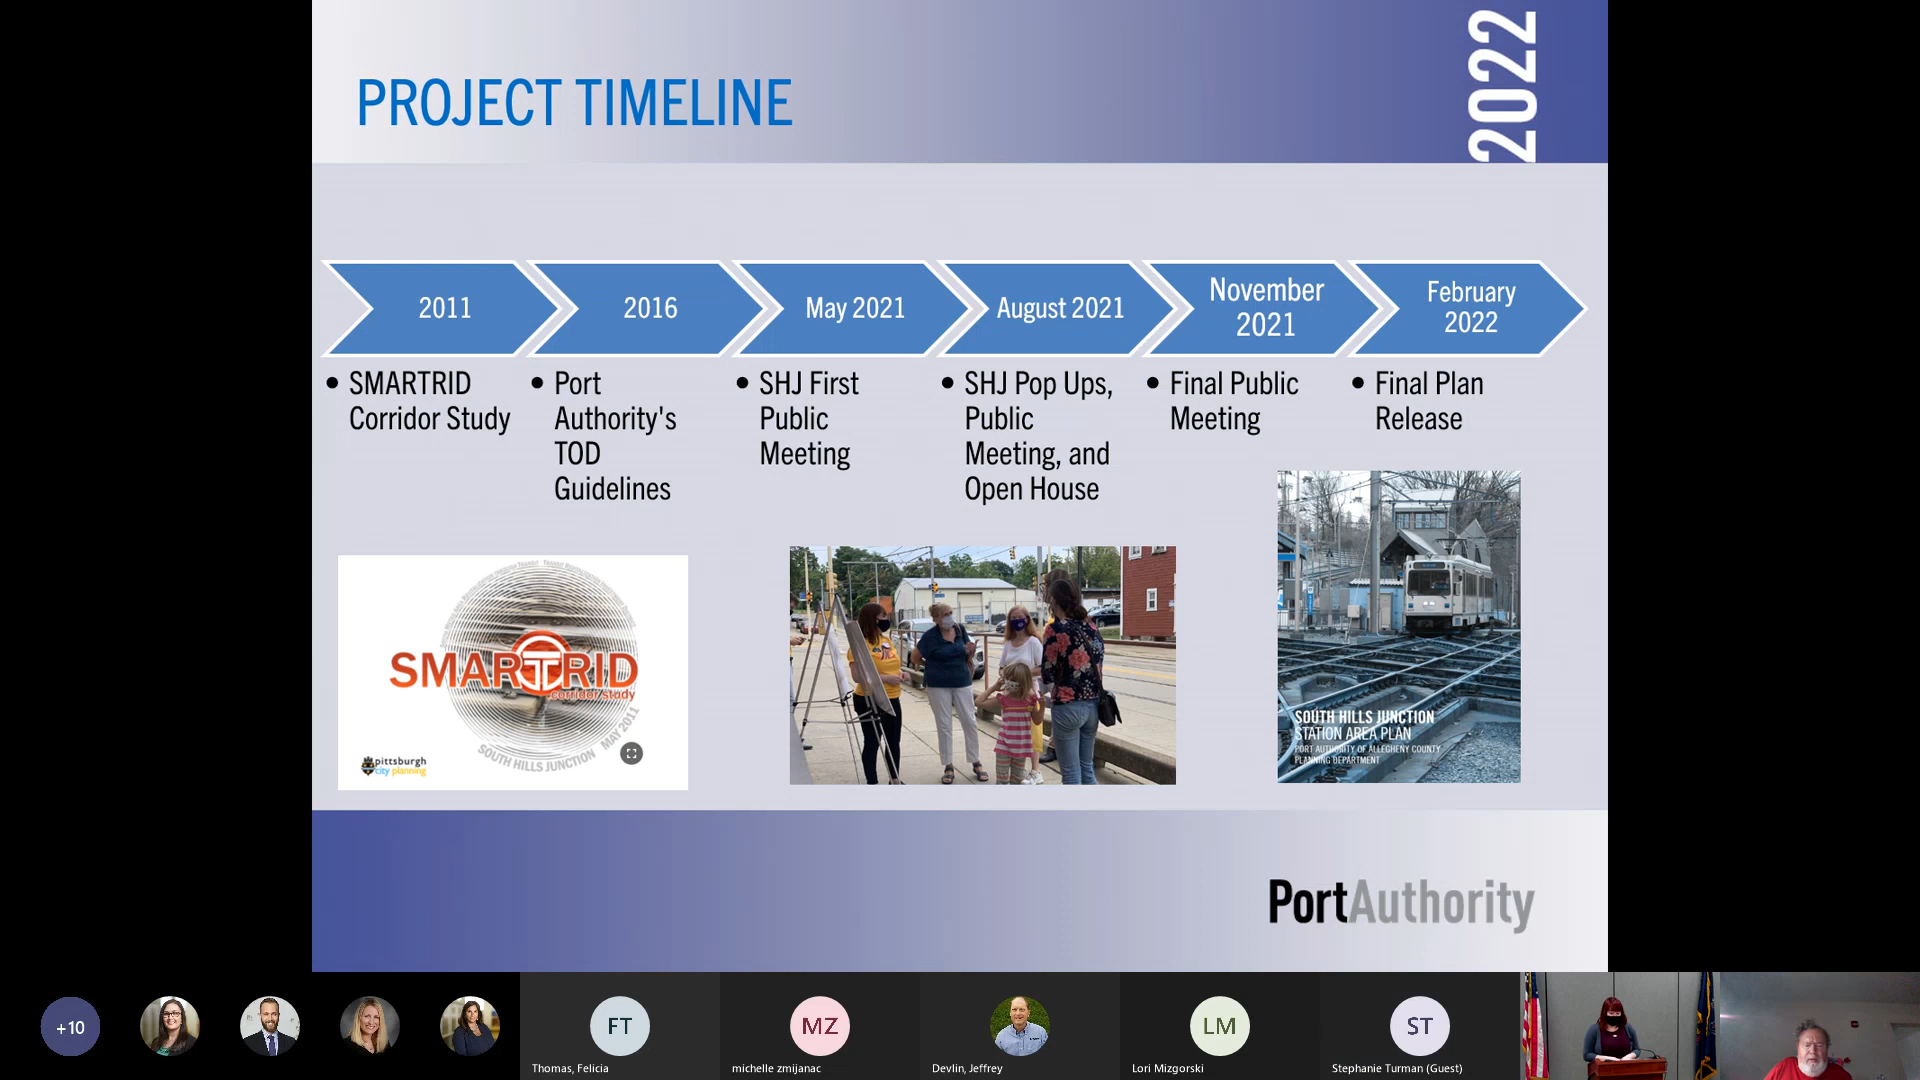 PROJECT TIMELINE
2022
2011
2016
May 2021
August 2021
November
2021
February
2022
• SMARTRID
Corridor Study
• Port
Authority's
TOD
Guidelines
• SHJ First
Public
Meeting
• SHJ Pop Ups,
Public
Meeting, and
Open House
• Final Public
Meeting
• Final Plan
Release
SMARTRID
corridor study
SOUTH HILLS JUNCTION MAY 2011
pittsburgh
city planning
SOUTH HILLS JUNCTION
STATION AREA PLAN
PORT AUTHORITY OF ALLEGHENY COUNTY
PLANNING DEPARTMENT
PortAuthority
+10
FT
Thomas, Felicia
MZ
michelle zmijanac
Devlin, Jeffrey
LM
Lori Mizgorski
ST
Stephanie Turman (Guest)